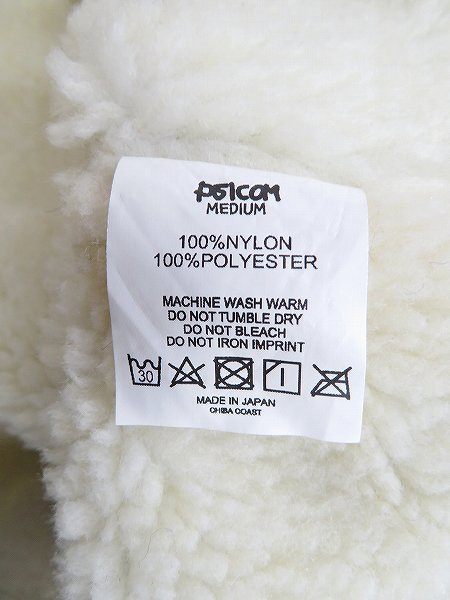 PSICOM
MEDIUM
100%NYLON
100%POLYESTER
MACHINE WASH WARM
DO NOT TUMBLE DRY
DO NOT BLEACH
DO NOT IRON IMPRINT
30
MADE IN JAPAN
CHIBA COAST